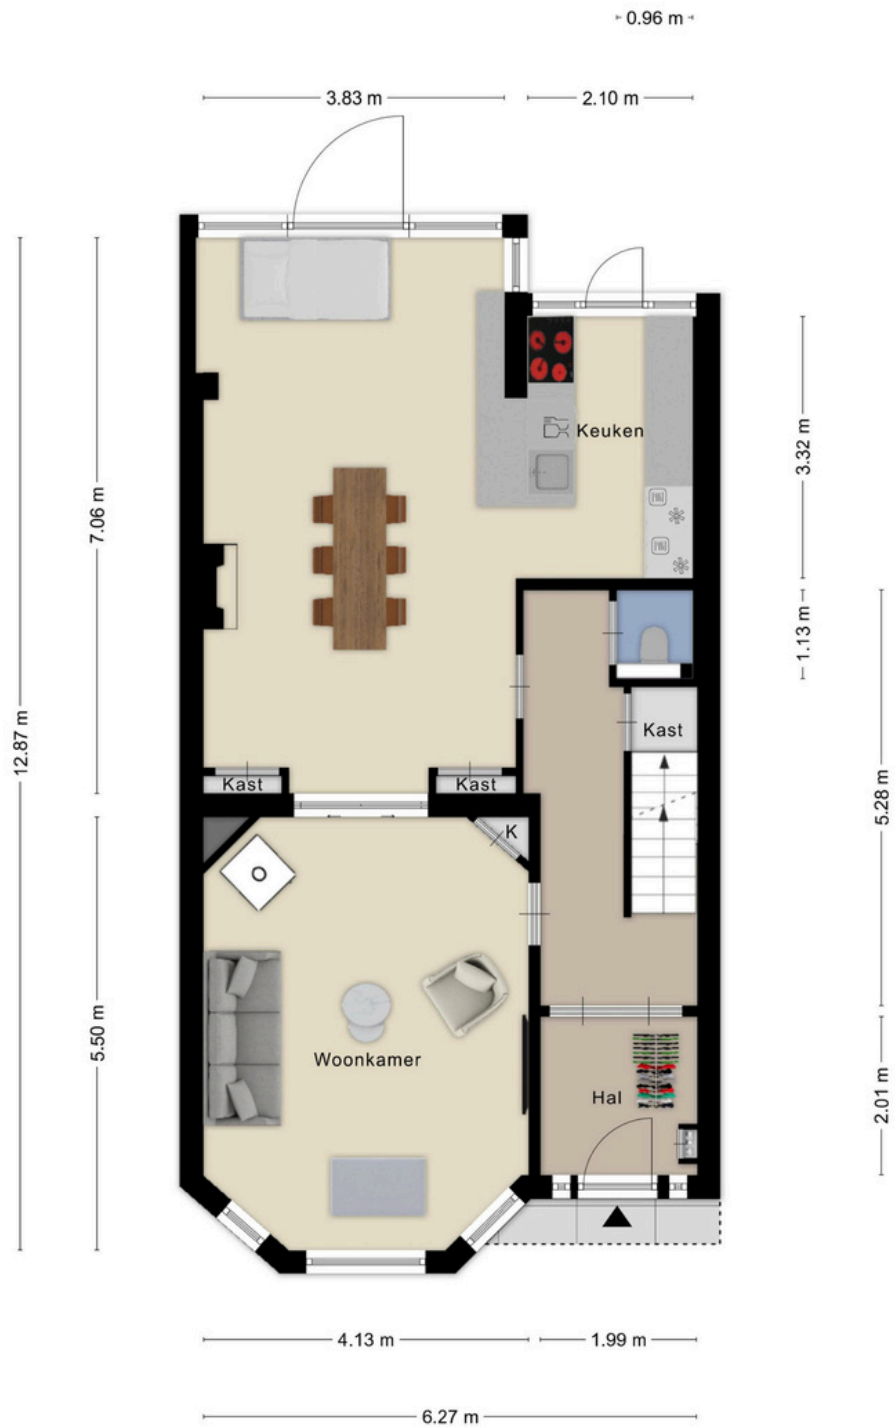 0.96 m
3.83 m
2.10 m
Keuken
3.32 m
7.06 m
1.13 m
Kast
12.87 m
Kast
Kast
5.28 m
K
5.50 m
Woonkamer
Hal
2.01 m
4.13 m
1.99 m
6.27 m